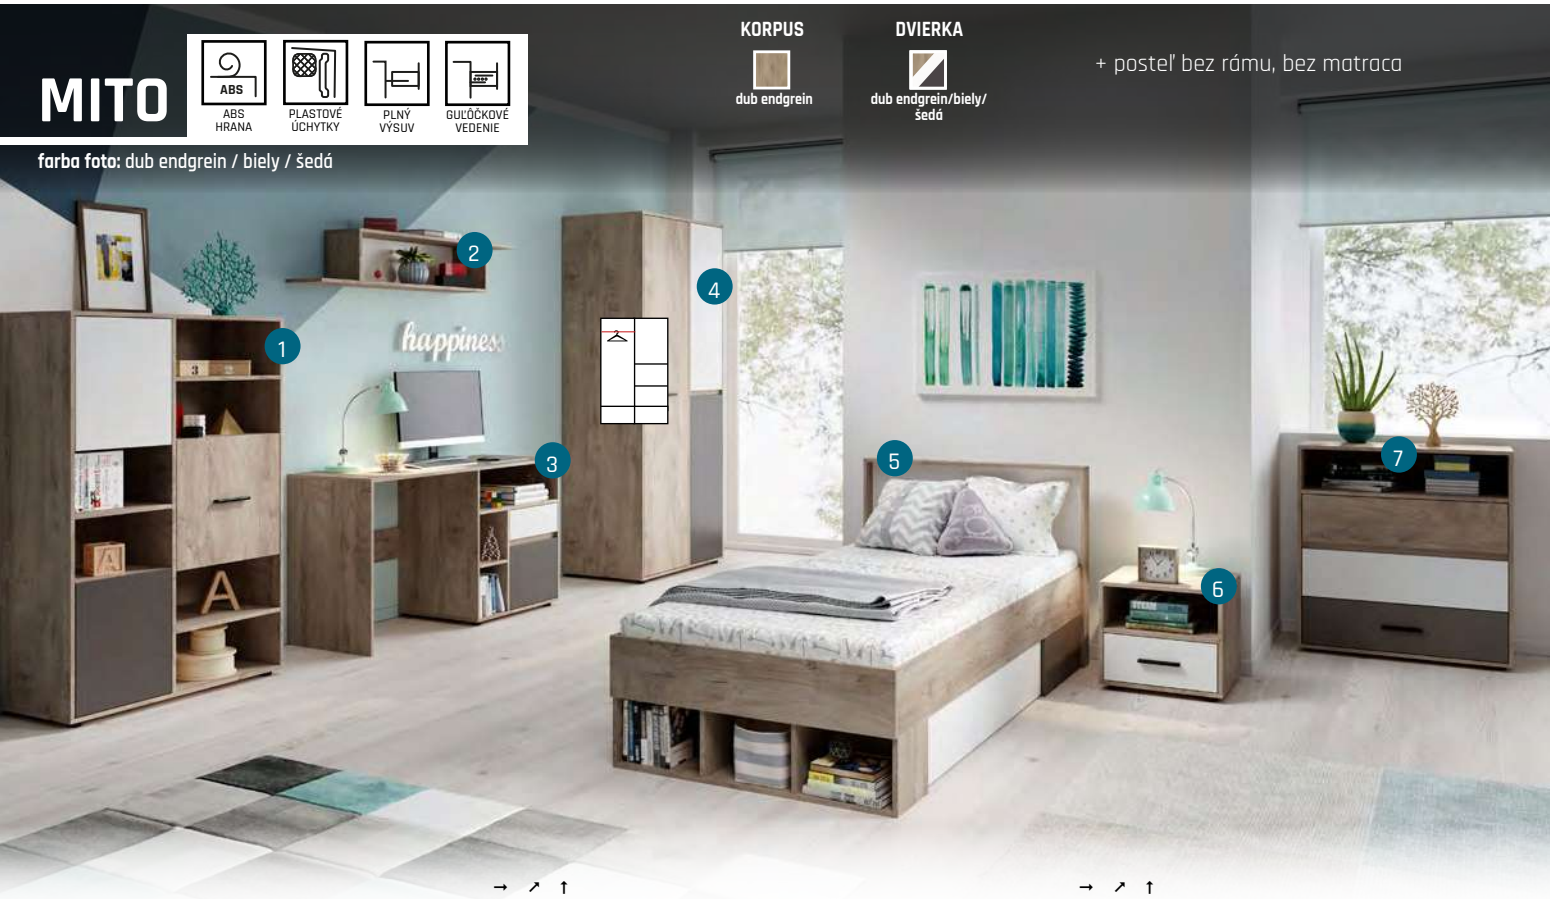 MITO
ABS
ABS
HRANA
PLASTOVÉ
ÚCHYTKY
PLNÝ
VÝSUV
GUĽÔČKOVÉ
VEDENIE
KORPUS
dub endgrein
DVIERKA
dub endgrein/biely/
šedá
+ posteľ bez rámu, bez matraca
farba foto: dub endgrein / biely / šedá
1
2
happiness
3
4
5
6
7
A
A
→ ↗ ↑
→ ↗ ↑